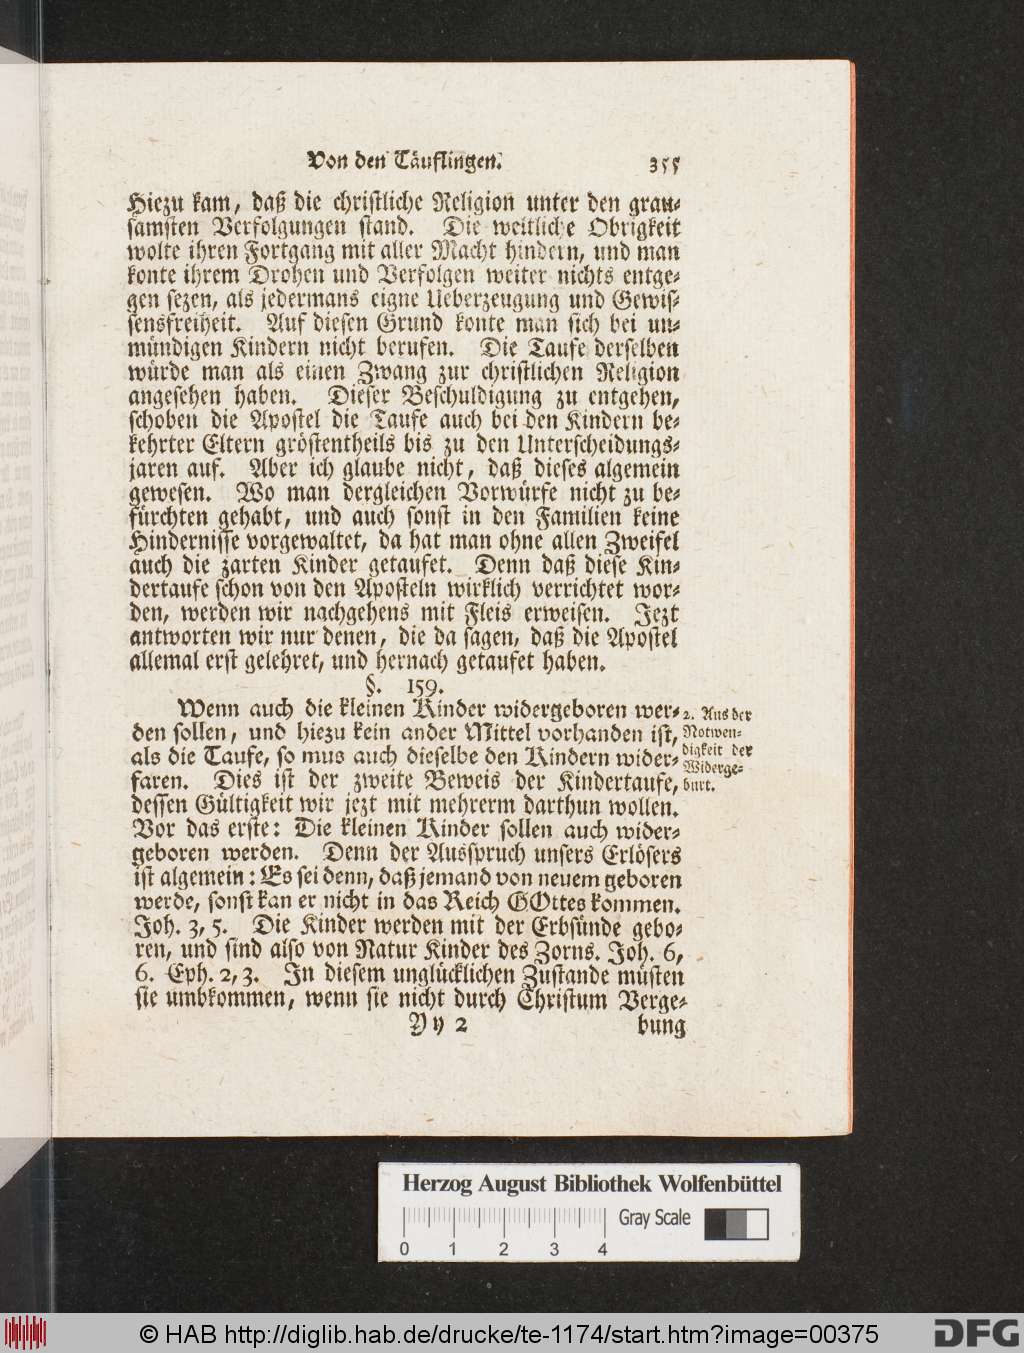 Von den Täuflingen. 355
Hiezu kam, daß die christliche Religion unter den grau-
samsten Verfolgungen stand. Die weltliche Obrigkeit
wolte ihren Fortgang mit aller Macht hindern, und man
konte ihrem Drohen und Verfolgen weiter nichts entge-
gen sezen, als jedermans eigne Ueberzeugung und Gewis-
sensfreiheit. Auf diesen Grund konte man sich bei un-
mündigen Kindern nicht berufen. Die Taufe derselben
würde man als einen Zwang zur christlichen Religion
angesehen haben. Dieser Beschuldigung zu entgehen,
schoben die Apostel die Taufe auch bei den Kindern be-
kehrter Eltern gröstentheils bis zu den Unterscheidungs-
jaren auf. Aber ich glaube nicht, daß dieses algemein
gewesen. Wo man dergleichen Vorwürfe nicht zu be-
fürchten gehabt, und auch sonst in den Familien keine
Hindernisse vorgewaltet, da hat man ohne allen Zweifel
auch die zarten Kinder getaufet. Denn daß diese Kin-
dertaufe schon von den Aposteln wirklich verrichtet wor-
den, werden wir nachgehens mit Fleis erweisen. Jezt
antworten wir nur denen, die da sagen, daß die Apostel
allemal erst gelehret, und hernach getaufet haben.
§. 159.
Wenn auch die kleinen Kinder widergeboren wer-
den sollen, und hiezu kein ander Mittel vorhanden ist,
als die Taufe, so mus auch dieselbe den Kindern wider-
faren. Dies ist der zweite Beweis der Kindertaufe,
dessen Gültigkeit wir jezt mit mehrerm darthun wollen.
Vor das erste: Die kleinen Kinder sollen auch wider-
geboren werden. Denn der Ausspruch unsers Erlösers
ist algemein: Es sei denn, daß jemand von neuem geboren
werde, sonst kan er nicht in das Reich GOttes kommen.
Joh. 3, 5. Die Kinder werden mit der Erbsünde gebo-
ren, und sind also von Natur Kinder des Zorns. Joh. 6,
6. Eph. 2, 3. In diesem unglücklichen Zustande müsten
sie umbkommen, wenn sie nicht durch Christum Verge-
Yy 2 bung
2. Aus der
Notwen-
digkeit der
Widerge-
burt.
Herzog August Bibliothek Wolfenbüttel
Gray Scale
0 1 2 3 4
© HAB http://diglib.hab.de/drucke/te-1174/start.htm?image=00375
DFG